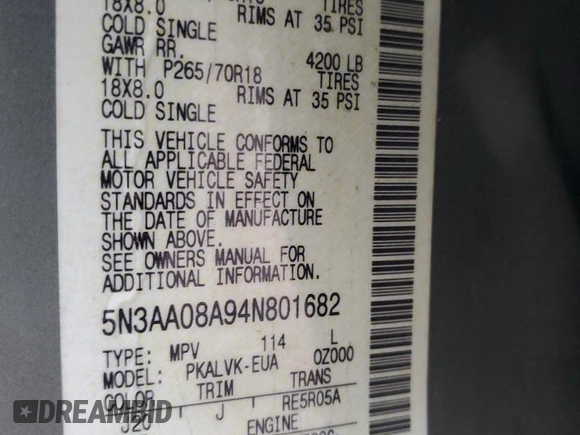 18X8.0 RIMS AT 35 PSI
COLD SINGLE
GAWR RR. 4200 LB
WITH P265/70R18 TIRES
18X8.0 RIMS AT 35 PSI
COLD SINGLE
THIS VEHICLE CONFORMS TO
ALL APPLICABLE FEDERAL
MOTOR VEHICLE SAFETY
STANDARDS IN EFFECT ON
THE DATE OF MANUFACTURE
SHOWN ABOVE.
SEE OWNERS MANUAL FOR
ADDITIONAL INFORMATION.
5N3AA08A94N801682
TYPE: MPV 114 L
MODEL: PKALVK-EUA 0Z000
COLOR TRIM TRANS
J20 J RE5R05A
ENGINE
DREAMBID